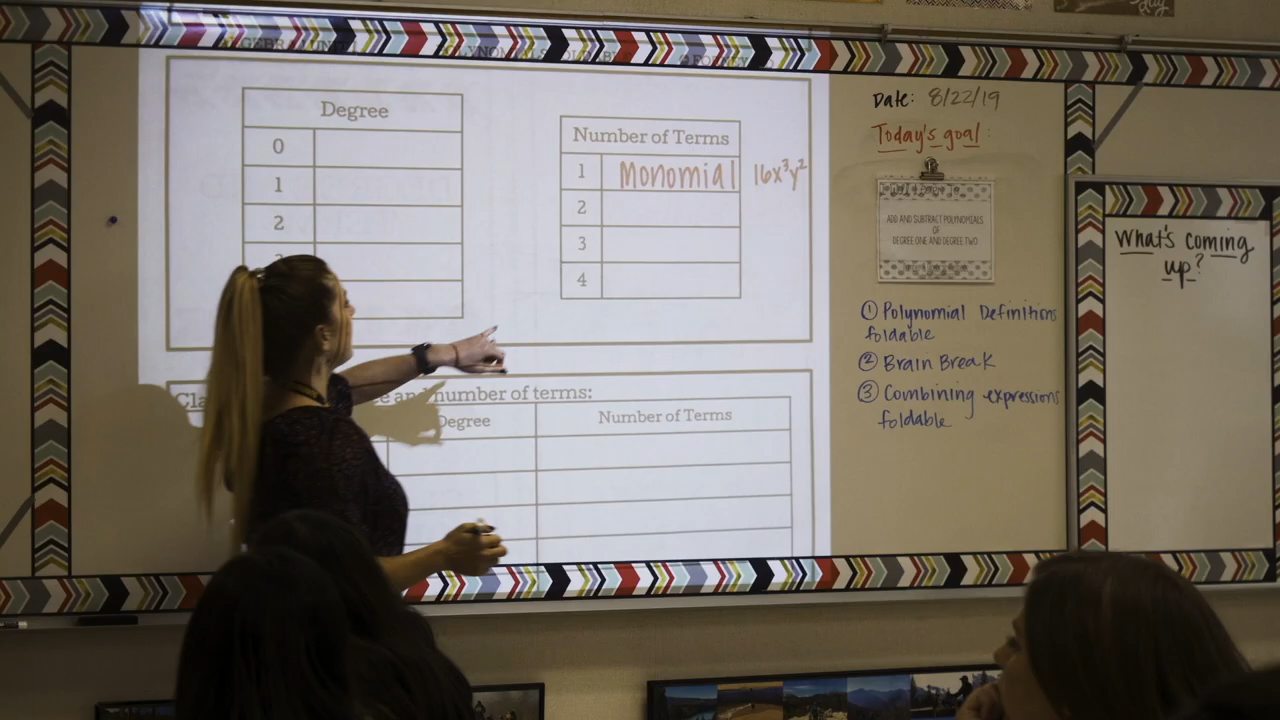 Degree
0
1
2
Number of Terms
1 Monomial 16x³y²
2
3
4
and number of terms:
Degree Number of Terms
Date: 8/22/19
Today's goal:
ADD AND SUBTRACT POLYNOMIALS
OF
DEGREE ONE AND DEGREE TWO
① Polynomial Definitions
foldable
② Brain Break
③ Combining expressions
foldable
What's coming
up?
day